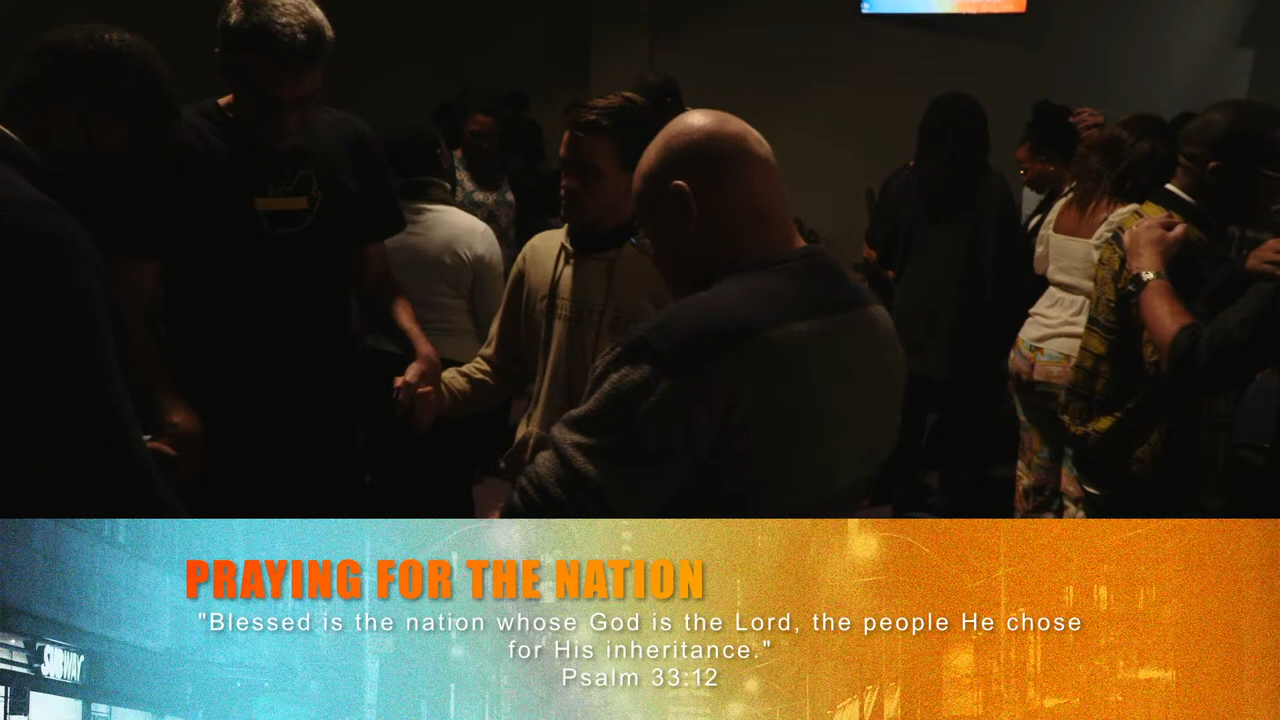 PRAYING FOR THE NATION
"Blessed is the nation whose God is the Lord, the people He chose
for His inheritance."
Psalm 33:12
SUBWAY